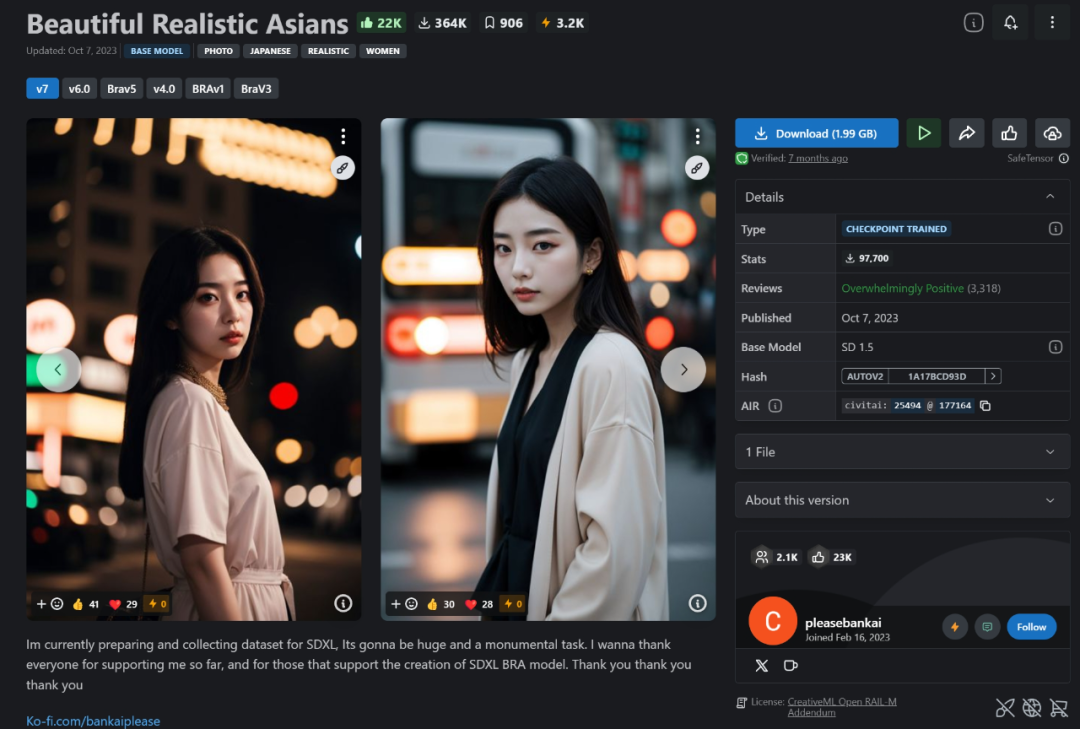 Beautiful Realistic Asians 22K 364K 906 3.2K
Updated: Oct 7, 2023 BASE MODEL PHOTO JAPANESE REALISTIC WOMEN
v7 v6.0 Brav5 v4.0 BRAv1 BraV3
41 29 0
30 28 0
Im currently preparing and collecting dataset for SDXL, Its gonna be huge and a monumental task. I wanna thank
everyone for supporting me so far, and for those that support the creation of SDXL BRA model. Thank you thank you
thank you
Ko-fi.com/bankaiplease
Download (1.99 GB)
Verified: 7 months ago SafeTensor
Details
Type CHECKPOINT TRAINED
Stats 97,700
Reviews Overwhelmingly Positive (3,318)
Published Oct 7, 2023
Base Model SD 1.5
Hash AUTOV2 1A17BCD93D
AIR civitai: 25494 @ 177164
1 File
About this version
2.1K 23K
C
pleasebankai
Joined Feb 16, 2023
Follow
License: CreativeML Open RAIL-M
Addendum